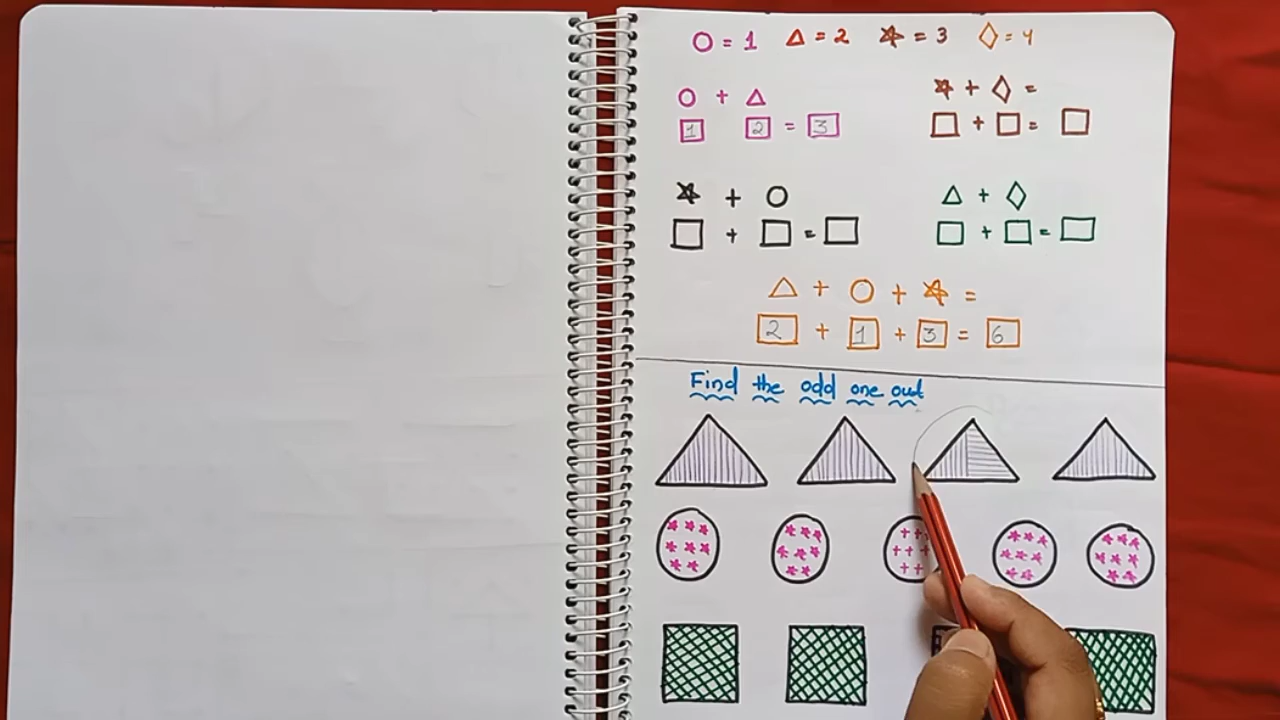 ○ = 1 △ = 2 ☆ = 3 ◇ = 4
○ + △
1 2 = 3
☆ + ◇ =
□ + □ = □
☆ + ○
□ + □ = □
△ + ◇
□ + □ = □
△ + ○ + ☆ =
2 + 1 + 3 = 6
Find the odd one out